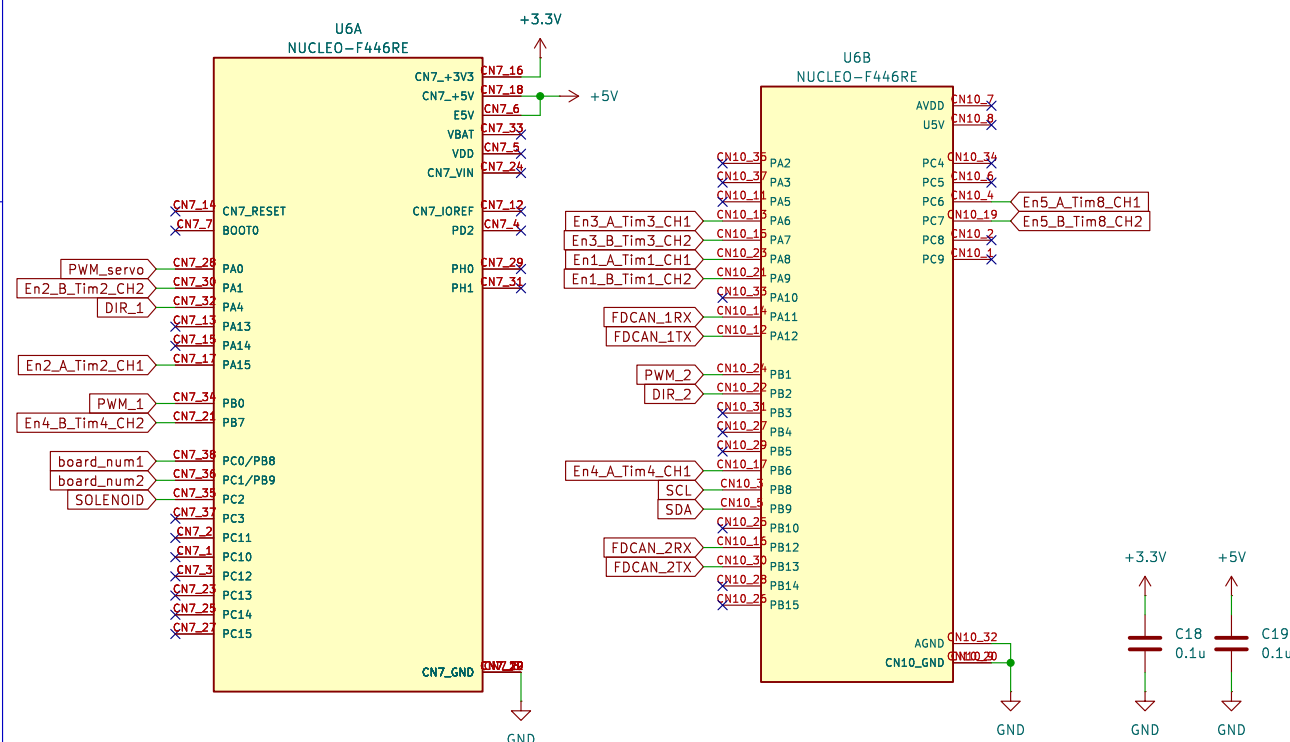 U6A
NUCLEO-F446RE
+3.3V
CN7_+3V3 CN7_16
CN7_+5V CN7_18
+5V
E5V CN7_6
VBAT CN7_33
VDD CN7_5
CN7_VIN CN7_24
CN7_14 CN7_RESET
CN7_IOREF CN7_12
CN7_7 BOOT0
PD2 CN7_4
PWM_servo CN7_28 PA0
PH0 CN7_29
En2_B_Tim2_CH2 CN7_30 PA1
PH1 CN7_31
DIR_1 CN7_32 PA4
CN7_13 PA13
CN7_15 PA14
En2_A_Tim2_CH1 CN7_17 PA15
PWM_1 CN7_34 PB0
En4_B_Tim4_CH2 CN7_21 PB7
board_num1 CN7_38 PC0/PB8
board_num2 CN7_36 PC1/PB9
SOLENOID CN7_35 PC2
CN7_37 PC3
CN7_2 PC11
CN7_1 PC10
CN7_3 PC12
CN7_23 PC13
CN7_25 PC14
CN7_27 PC15
CN7_GND
GND
U6B
NUCLEO-F446RE
AVDD CN10_7
U5V CN10_8
CN10_35 PA2
PC4 CN10_34
CN10_37 PA3
PC5 CN10_6
CN10_11 PA5
PC6 CN10_4 En5_A_Tim8_CH1
En3_A_Tim3_CH1 CN10_13 PA6
PC7 CN10_19 En5_B_Tim8_CH2
En3_B_Tim3_CH2 CN10_15 PA7
PC8 CN10_2
En1_A_Tim1_CH1 CN10_23 PA8
PC9 CN10_1
En1_B_Tim1_CH2 CN10_21 PA9
CN10_33 PA10
FDCAN_1RX CN10_14 PA11
FDCAN_1TX CN10_12 PA12
PWM_2 CN10_24 PB1
DIR_2 CN10_22 PB2
CN10_31 PB3
CN10_27 PB4
CN10_29 PB5
En4_A_Tim4_CH1 CN10_17 PB6
SCL CN10_3 PB8
SDA CN10_5 PB9
CN10_25 PB10
FDCAN_2RX CN10_16 PB12
FDCAN_2TX CN10_30 PB13
CN10_28 PB14
CN10_26 PB15
AGND CN10_32
CN10_GND
GND
+3.3V
C18
0.1u
GND
+5V
C19
0.1u
GND